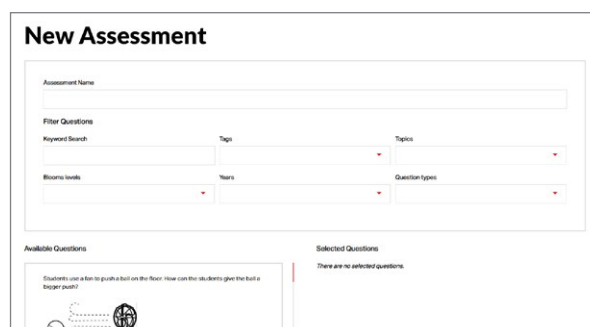 New Assessment
Assessment Name
Filter Questions
Keyword Search
Tags
Topics
Blooms levels
Years
Question types
Available Questions
Selected Questions
Students use a fan to push a ball on the floor. How can the students give the ball a
bigger push?
There are no selected questions.